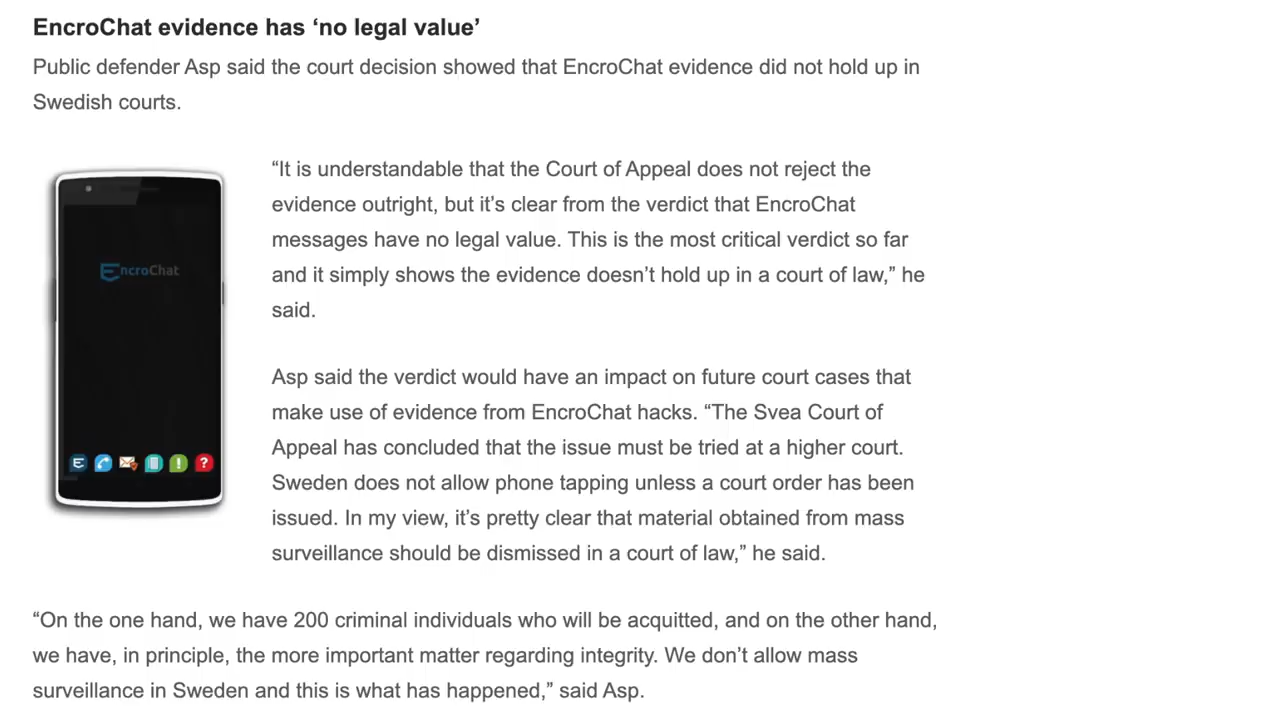 EncroChat evidence has ‘no legal value’
Public defender Asp said the court decision showed that EncroChat evidence did not hold up in
Swedish courts.
“It is understandable that the Court of Appeal does not reject the
evidence outright, but it’s clear from the verdict that EncroChat
messages have no legal value. This is the most critical verdict so far
and it simply shows the evidence doesn’t hold up in a court of law,” he
said.
EncroChat
Asp said the verdict would have an impact on future court cases that
make use of evidence from EncroChat hacks. “The Svea Court of
Appeal has concluded that the issue must be tried at a higher court.
Sweden does not allow phone tapping unless a court order has been
issued. In my view, it’s pretty clear that material obtained from mass
surveillance should be dismissed in a court of law,” he said.
“On the one hand, we have 200 criminal individuals who will be acquitted, and on the other hand,
we have, in principle, the more important matter regarding integrity. We don’t allow mass
surveillance in Sweden and this is what has happened,” said Asp.